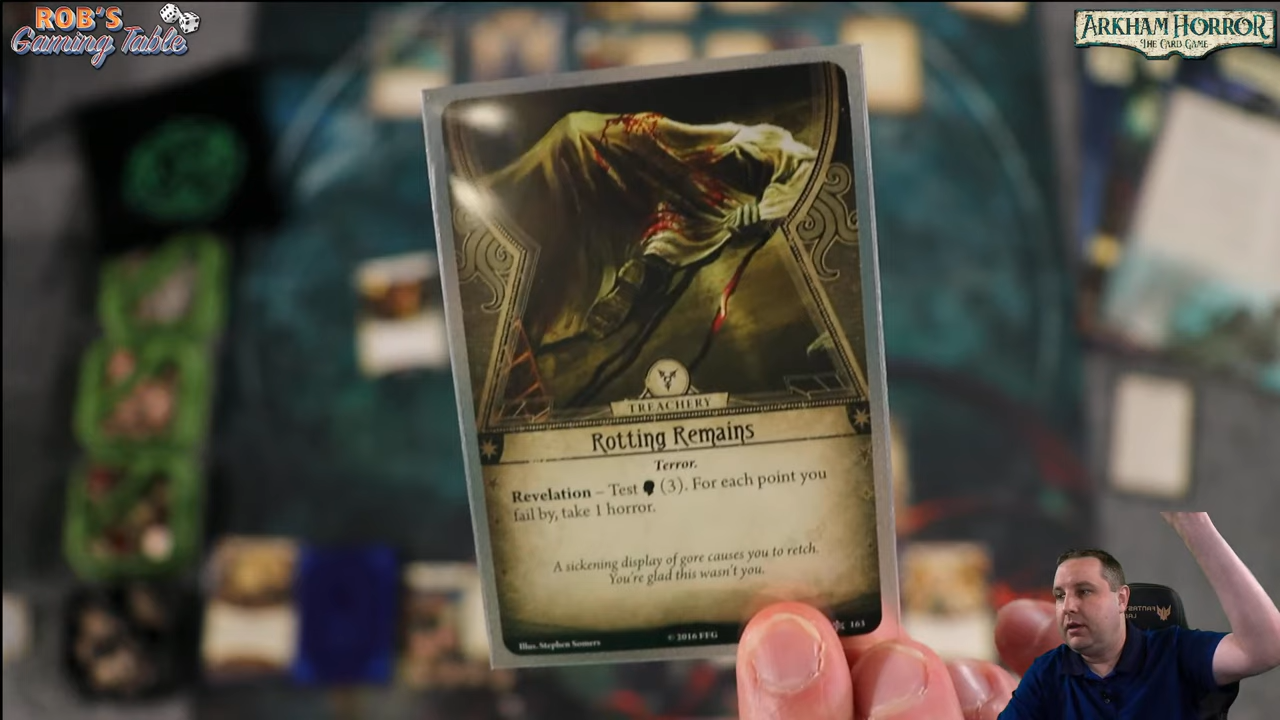 ROB'S
Gaming Table
ARKHAM HORROR
THE CARD GAME
TREACHERY
Rotting Remains
Terror.
Revelation – Test (3). For each point you
fail by, take 1 horror.
A sickening display of gore causes you to retch.
You're glad this wasn't you.
Illus. Stephen Somers
© 2016 FFG
163